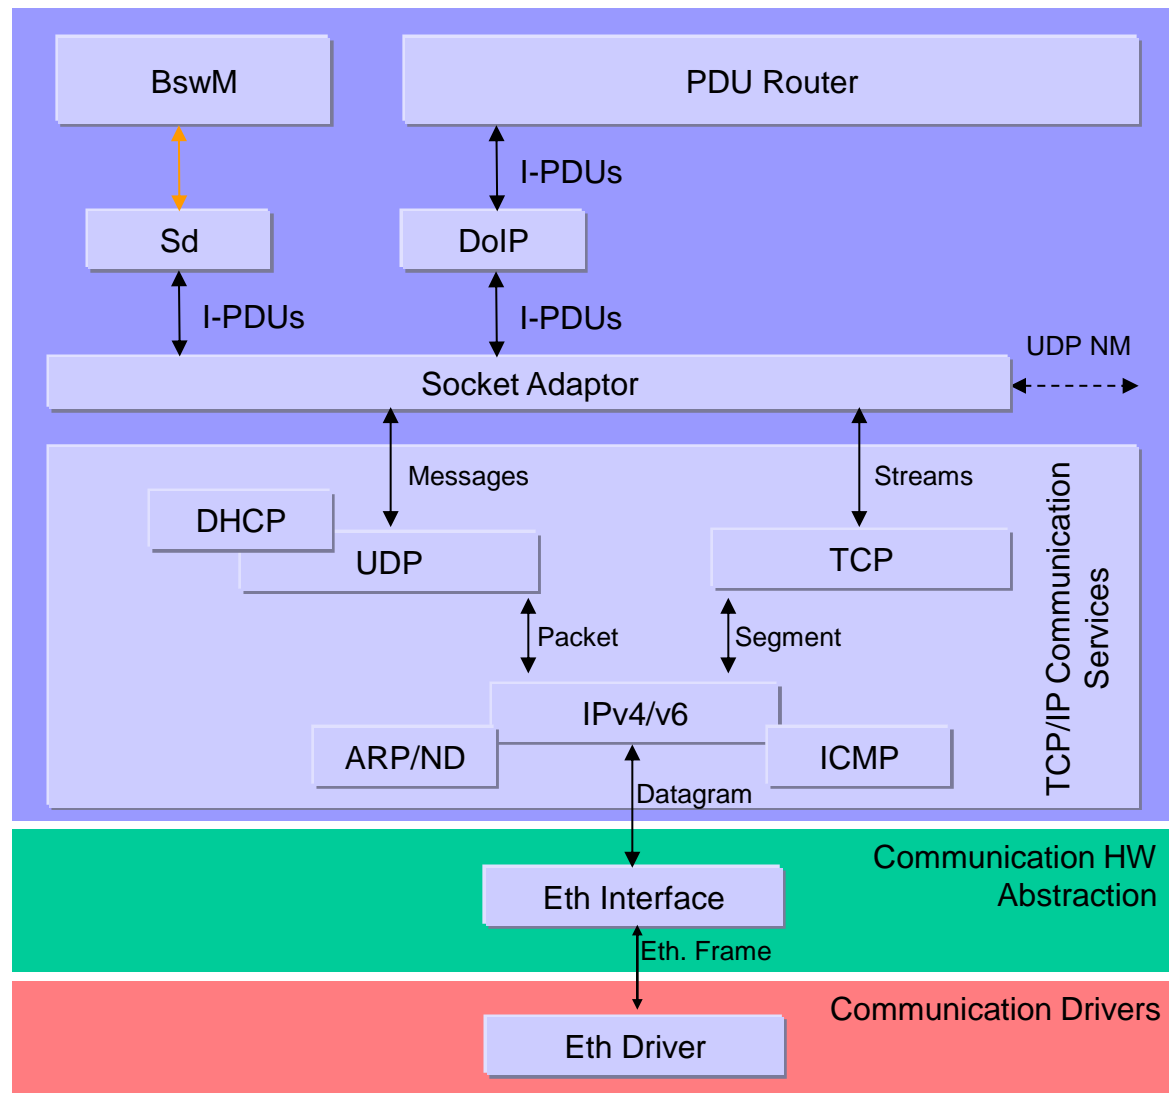 BswM
PDU Router
I-PDUs
Sd
DoIP
I-PDUs
I-PDUs
UDP NM
Socket Adaptor
Messages
Streams
DHCP
UDP
TCP
Packet
Segment
IPv4/v6
ARP/ND
ICMP
Datagram
TCP/IP Communication
Services
Communication HW
Abstraction
Eth Interface
Eth. Frame
Communication Drivers
Eth Driver